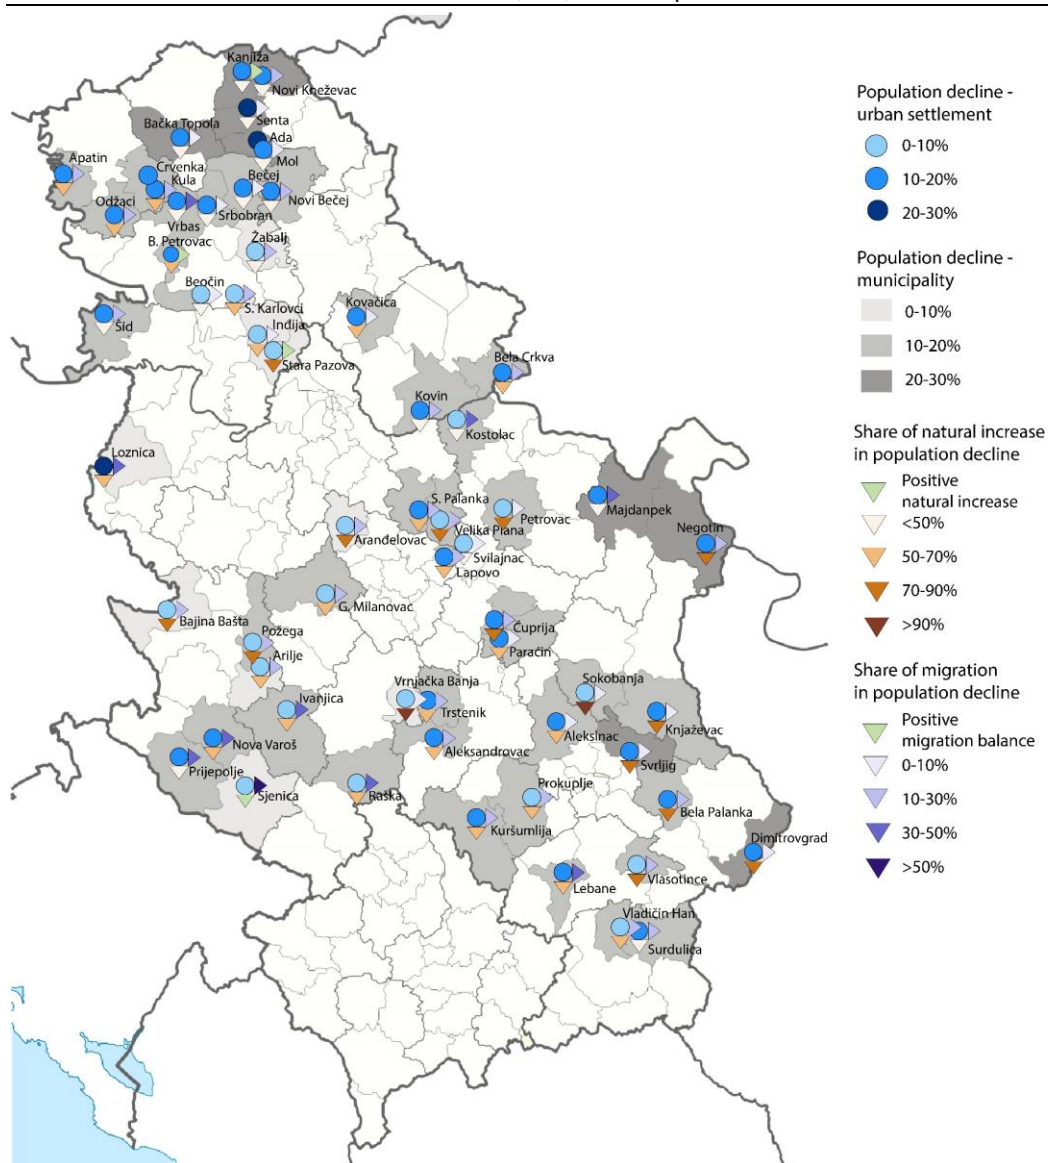 Kanjiža
Novi Kneževac
Senta
Bačka Topola
Ada
Mol
Apatin
Crvenka
Kula
Bečej
Odžaci
Novi Bečej
Srbobran
Vrbas
B. Petrovac
Žabalj
Beočin
S. Karlovci
Kovačica
Šid
Inđija
Stara Pazova
Bela Crkva
Kovin
Kostolac
Loznica
S. Palanka
Majdanpek
Petrovac
Velika Plana
Aranđelovac
Negotin
Svilajnac
Lapovo
G. Milanovac
Bajina Bašta
Ćuprija
Požega
Paraćin
Arilje
Vrnjačka Banja
Sokobanja
Ivanjica
Trstenik
Knjaževac
Aleksinac
Nova Varoš
Aleksandrovac
Svrljig
Prijepolje
Prokuplje
Sjenica
Raška
Bela Palanka
Kuršumlija
Dimitrovgrad
Vlasotince
Lebane
Vladičin Han
Surdulica
Population decline -
urban settlement
0-10%
10-20%
20-30%
Population decline -
municipality
0-10%
10-20%
20-30%
Share of natural increase
in population decline
Positive
natural increase
<50%
50-70%
70-90%
>90%
Share of migration
in population decline
Positive
migration balance
0-10%
10-30%
30-50%
>50%